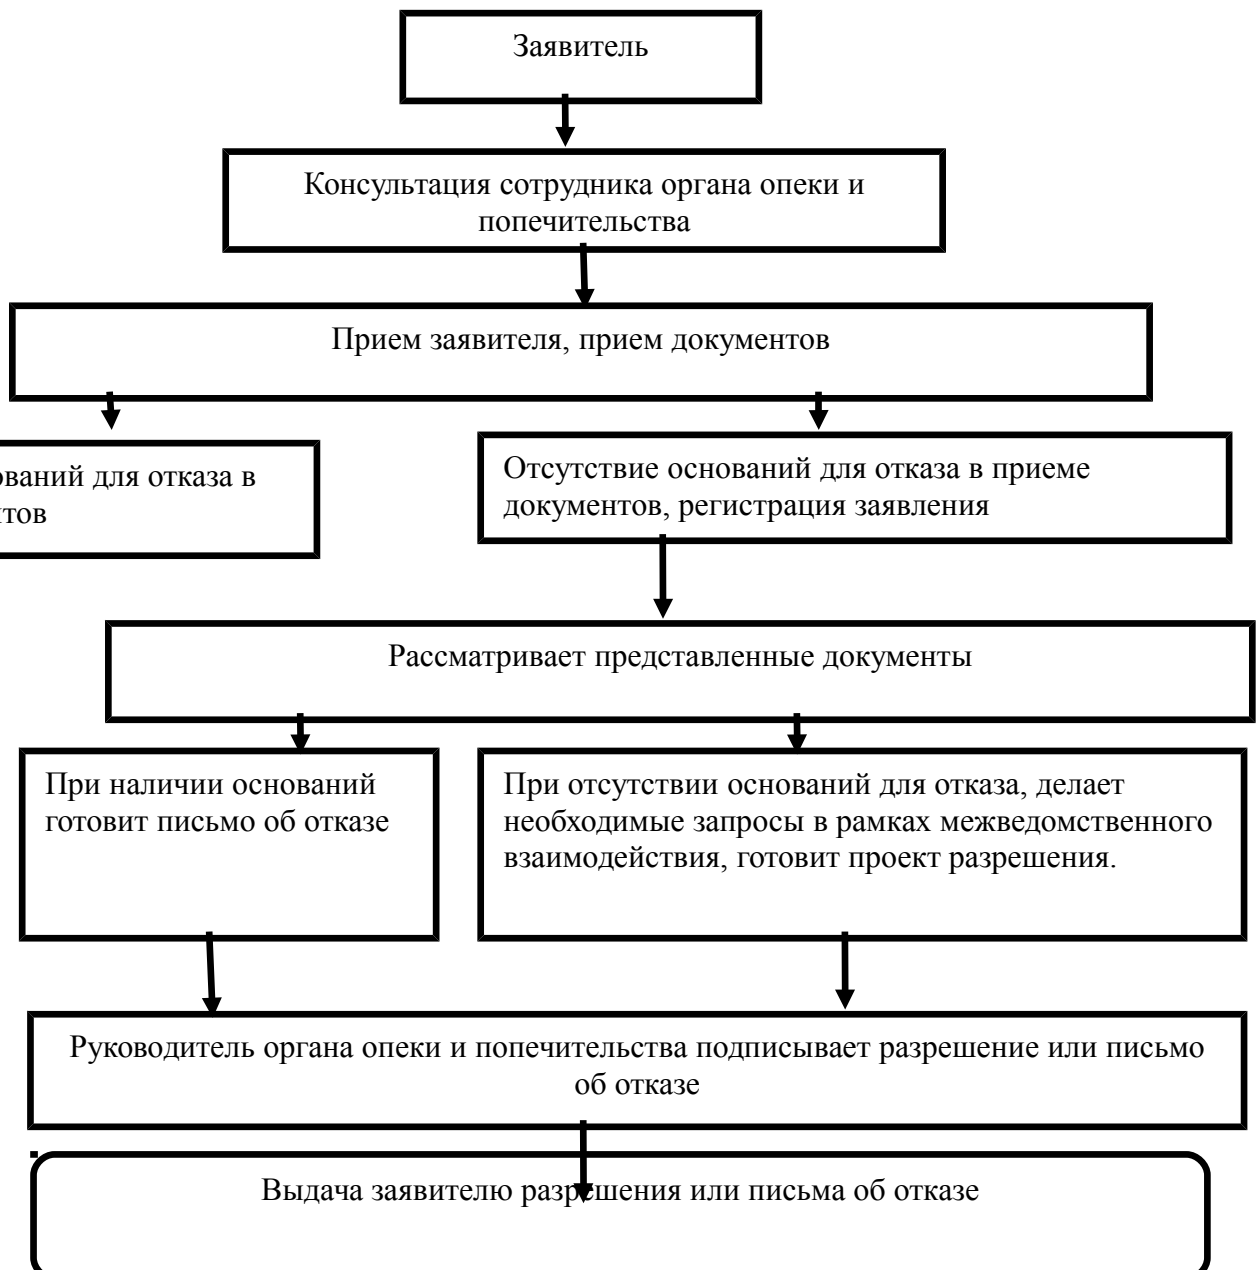 Заявитель
Консультация сотрудника органа опеки и
попечительства
Прием заявителя, прием документов
для отказа в
Отсутствие оснований для отказа в приеме
документов, регистрация заявления
Рассматривает представленные документы
При наличии оснований
готовит письмо об отказе
При отсутствии оснований для отказа, делает
необходимые запросы в рамках межведомственного
взаимодействия, готовит проект разрешения.
Руководитель органа опеки и попечительства подписывает разрешение или письмо
об отказе
Выдача заявителю разрешения или письма об отказе